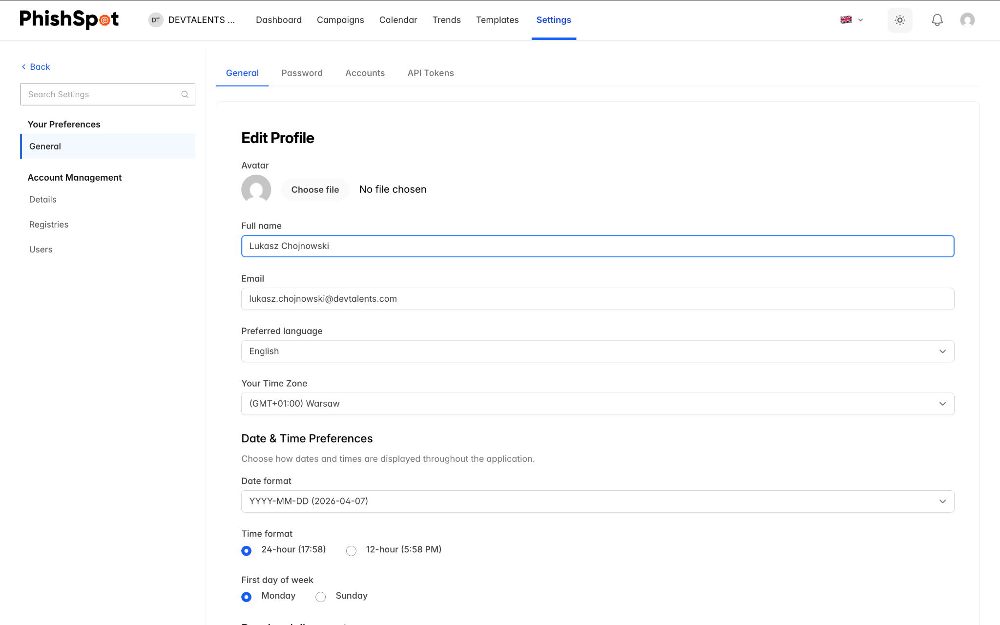 PhishSpot
DT DEVTALENTS ... Dashboard Campaigns Calendar Trends Templates Settings
Back
Search Settings
Your Preferences
General
Account Management
Details
Registries
Users
General Password Accounts API Tokens
Edit Profile
Avatar
Choose file No file chosen
Full name
Lukasz Chojnowski
Email
lukasz.chojnowski@devtalents.com
Preferred language
English
Your Time Zone
(GMT+01:00) Warsaw
Date & Time Preferences
Choose how dates and times are displayed throughout the application.
Date format
YYYY-MM-DD (2026-04-07)
Time format
24-hour (17:58) 12-hour (5:58 PM)
First day of week
Monday Sunday